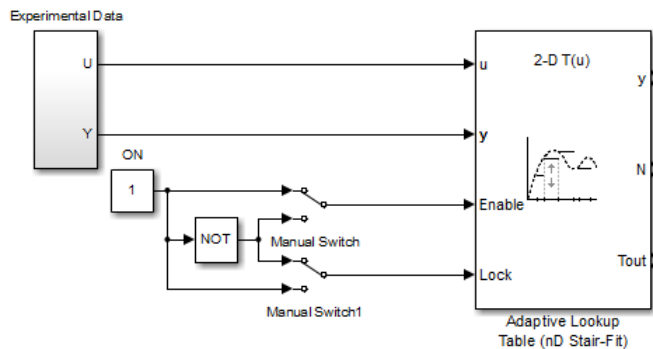 Experimental Data
U
Y
ON
1
NOT
Manual Switch
Manual Switch1
2-D T(u)
u
y
Enable
Lock
y
N
Tout
Adaptive Lookup
Table (nD Stair-Fit)